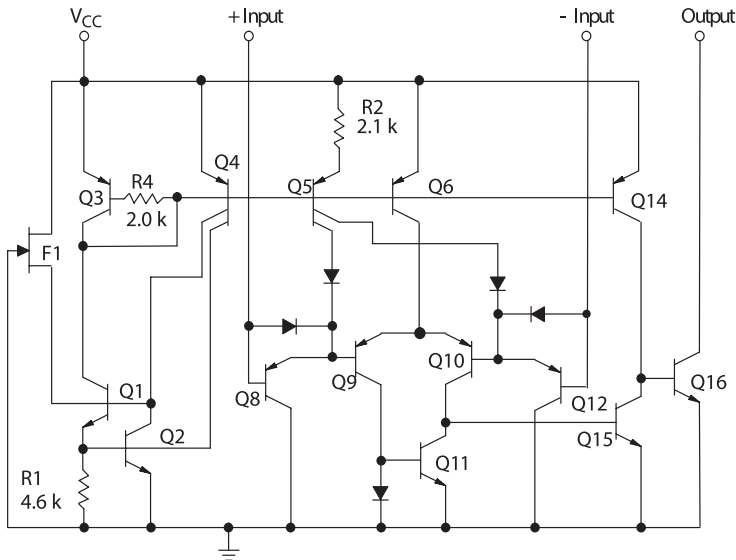 VCC
+ Input
- Input
Output
R2
2.1 k
Q4
Q3
R4
2.0 k
Q5
Q6
Q14
F1
Q1
Q2
Q8
Q9
Q10
Q12
Q16
Q15
Q11
R1
4.6 k